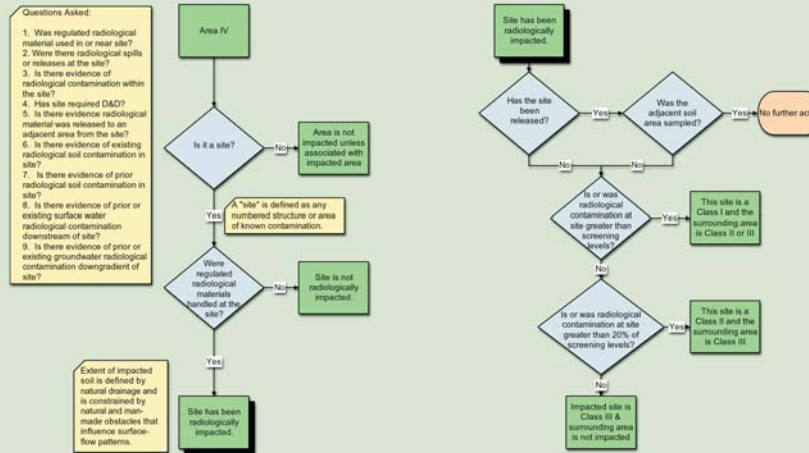 Questions Asked:
1. Was regulated radiological
material used in or near site?
2. Were there radiological spills
or releases at the site?
3. Is there evidence of
radiological contamination within
the site?
4. Has site required D&D?
5. Is there evidence radiological
material was released to an
adjacent area from the site?
6. Is there evidence of existing
radiological soil contamination in
site?
7. Is there evidence of prior
radiological soil contamination in
site?
8. Is there evidence of prior or
existing surface water
radiological contamination
downstream of site?
9. Is there evidence of prior or
existing groundwater radiological
contamination downgradient of
site?
Area IV
Is it a site?
No
Area is not
impacted unless
associated with
impacted area
Yes
A "site" is defined as any
numbered structure or area
of known contamination.
Were
regulated
radiological
materials
handled at the
site?
No
Site is not
radiologically
impacted.
Yes
Extent of impacted
soil is defined by
natural drainage and
is constrained by
natural and man-
made obstacles that
influence surface-
flow patterns.
Site has been
radiologically
impacted.
Site has been
radiologically
impacted.
Has the site
been
released?
Yes
Was the
adjacent soil
area sampled?
Yes
No further ac
No
No
Is or was
radiological
contamination at
site greater than
screening
levels?
Yes
This site is a
Class I and the
surrounding area
is Class II or III
No
Is or was radiological
contamination at site
greater than 20% of
screening levels?
Yes
This site is a
Class II and the
surrounding area
is Class III
No
Impacted site is
Class III &
surrounding area
is not impacted